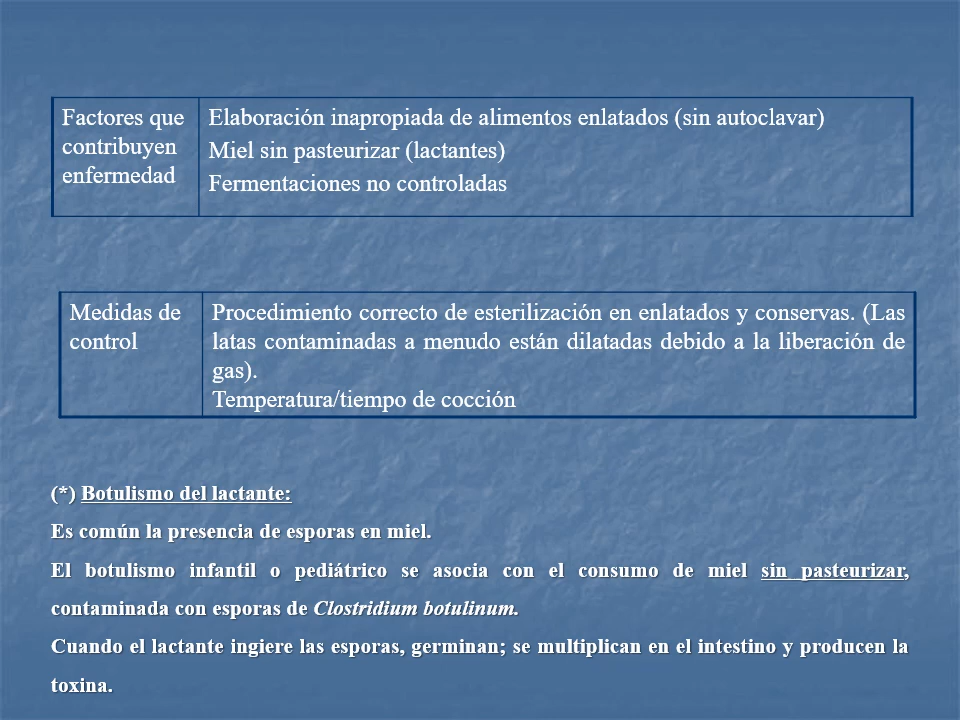 Factores que
contribuyen
enfermedad
Elaboración inapropiada de alimentos enlatados (sin autoclavar)
Miel sin pasteurizar (lactantes)
Fermentaciones no controladas
Medidas de
control
Procedimiento correcto de esterilización en enlatados y conservas. (Las
latas contaminadas a menudo están dilatadas debido a la liberación de
gas).
Temperatura/tiempo de cocción
(*) Botulismo del lactante:
Es común la presencia de esporas en miel.
El botulismo infantil o pediátrico se asocia con el consumo de miel sin pasteurizar,
contaminada con esporas de Clostridium botulinum.
Cuando el lactante ingiere las esporas, germinan; se multiplican en el intestino y producen la
toxina.